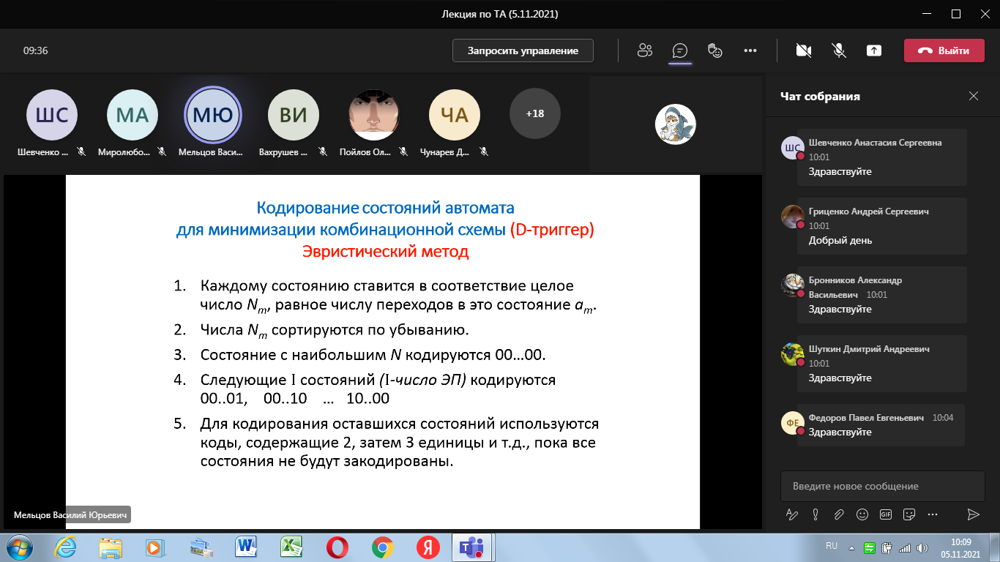 Лекция по ТА (5.11.2021)
09:36
Запросить управление
Выйти
ШС
МА
МЮ
ВИ
ЧА
+18
Шевченко ...
Миролюбо...
Мельцов Васи...
Вахрушев ...
Пойлов Ол...
Чунарев Д...
Кодирование состояний автомата
для минимизации комбинационной схемы (D-триггер)
Эвристический метод
1. Каждому состоянию ставится в соответствие целое
число Nm, равное числу переходов в это состояние am.
2. Числа Nm сортируются по убыванию.
3. Состояние с наибольшим N кодируются 00...00.
4. Следующие I состояний (I-число ЭП) кодируются
00..01, 00..10 ... 10..00
5. Для кодирования оставшихся состояний используются
коды, содержащие 2, затем 3 единицы и т.д., пока все
состояния не будут закодированы.
Мельцов Василий Юрьевич
Чат собрания
ШС
Шевченко Анастасия Сергеевна
10:01
Здравствуйте
Гриценко Андрей Сергеевич
10:01
Добрый день
Бронников Александр
Васильевич 10:01
Здравствуйте
Шуткин Дмитрий Андреевич
10:01
Здравствуйте
ФЕ
Федоров Павел Евгеньевич 10:04
Здравствуйте
Введите новое сообщение
GIF
RU
10:09
05.11.2021